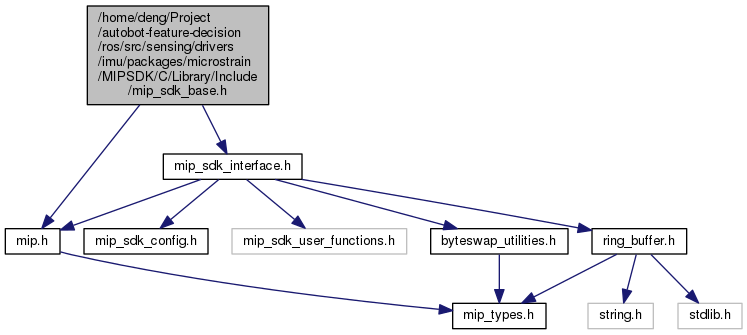 /home/deng/Project
/autobot-feature-decision
/ros/src/sensing/drivers
/imu/packages/microstrain
/MIPSDK/C/Library/Include
/mip_sdk_base.h
mip_sdk_interface.h
mip.h
mip_sdk_config.h
mip_sdk_user_functions.h
byteswap_utilities.h
ring_buffer.h
mip_types.h
string.h
stdlib.h